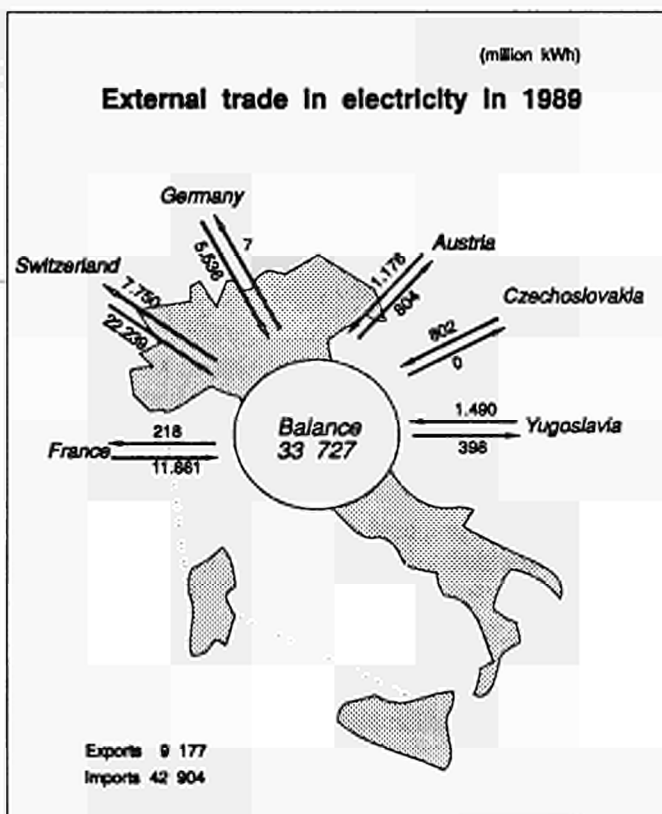 (million kWh)
External trade in electricity in 1989
Germany
5.536
7
Switzerland
7.750
22.239
Austria
1.176
804
Czechoslovakia
802
0
Balance
33 727
1.490
Yugoslavia
398
218
France
11.661
Exports 9 177
Imports 42 904